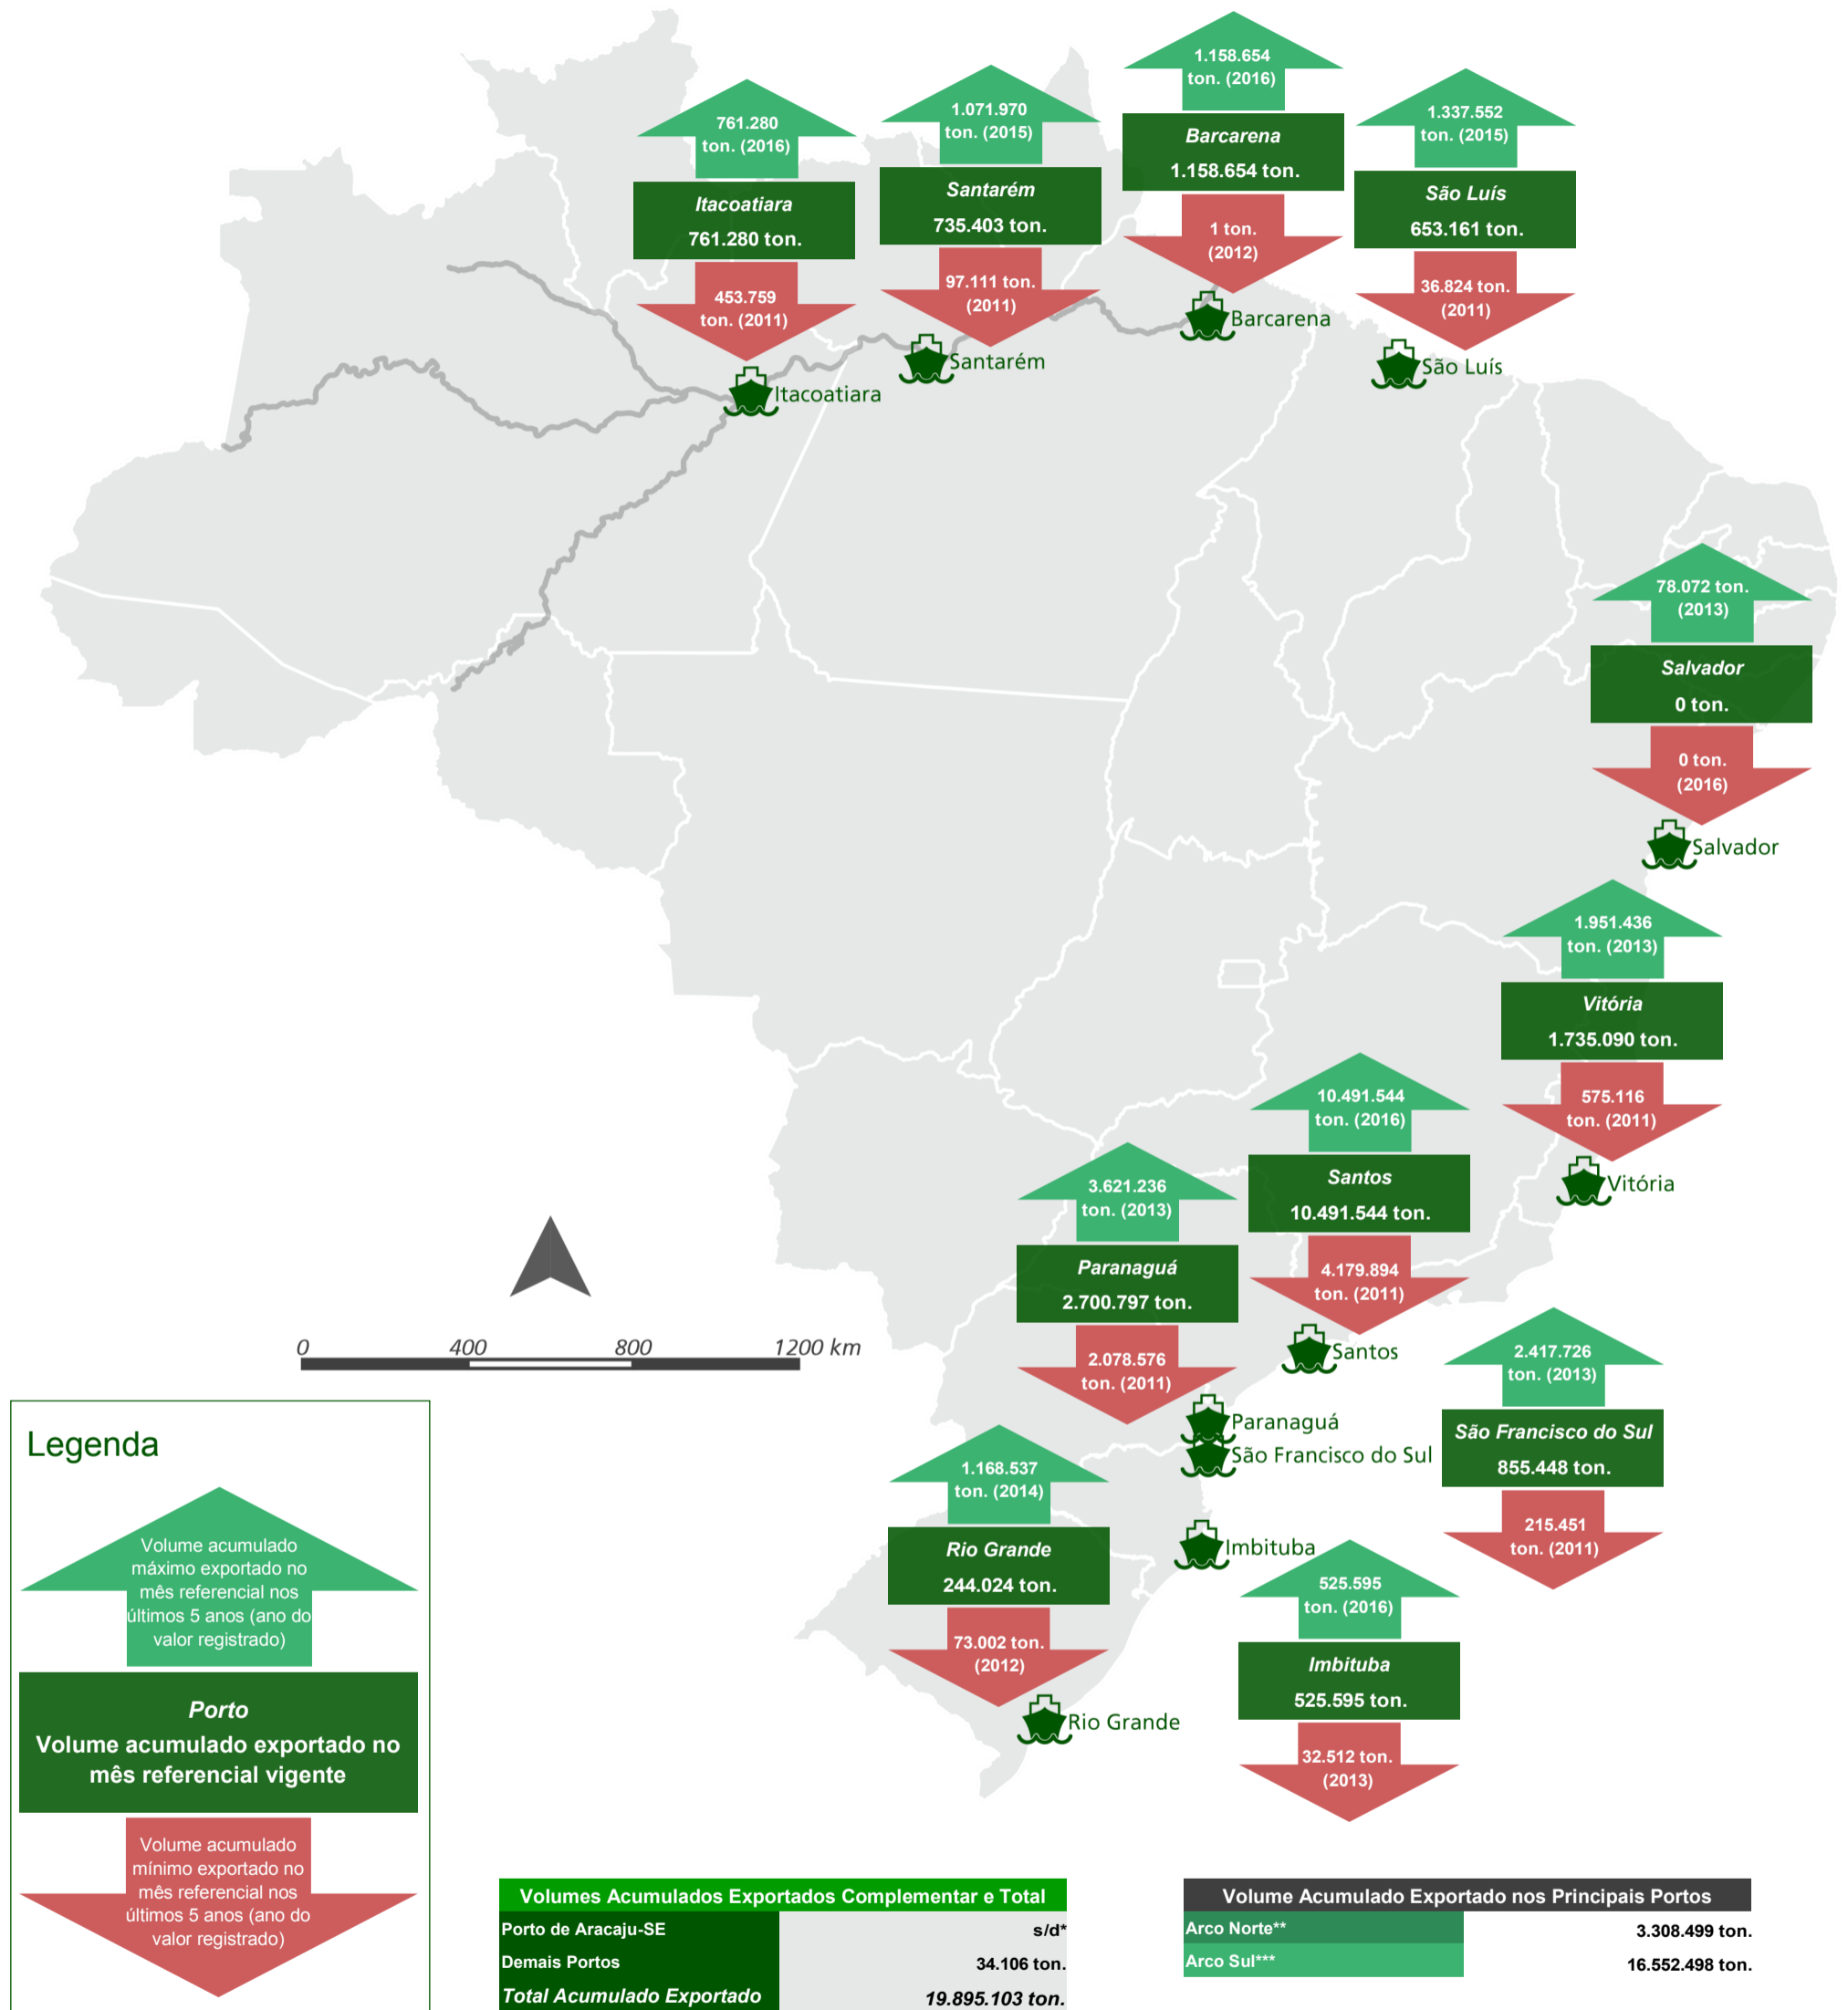 1.158.654
ton. (2016)
Barcarena
1.158.654 ton.
1 ton.
(2012)
Barcarena
761.280
ton. (2016)
Itacoatiara
761.280 ton.
453.759
ton. (2011)
Itacoatiara
1.071.970
ton. (2015)
Santarém
735.403 ton.
97.111 ton.
(2011)
Santarém
1.337.552
ton. (2015)
São Luís
653.161 ton.
36.824 ton.
(2011)
São Luís
78.072 ton.
(2013)
Salvador
0 ton.
0 ton.
(2016)
Salvador
1.951.436
ton. (2013)
Vitória
1.735.090 ton.
575.116
ton. (2011)
Vitória
10.491.544
ton. (2016)
Santos
10.491.544 ton.
4.179.894
ton. (2011)
Santos
3.621.236
ton. (2013)
Paranaguá
2.700.797 ton.
2.078.576
ton. (2011)
Paranaguá
São Francisco do Sul
2.417.726
ton. (2013)
São Francisco do Sul
855.448 ton.
215.451
ton. (2011)
1.168.537
ton. (2014)
Rio Grande
244.024 ton.
73.002 ton.
(2012)
Rio Grande
Imbituba
525.595
ton. (2016)
Imbituba
525.595 ton.
32.512 ton.
(2013)
0 400 800 1200 km
Legenda
Volume acumulado
máximo exportado no
mês referencial nos
últimos 5 anos (ano do
valor registrado)
Porto
Volume acumulado exportado no
mês referencial vigente
Volume acumulado
mínimo exportado no
mês referencial nos
últimos 5 anos (ano do
valor registrado)
Volumes Acumulados Exportados Complementar e Total
Porto de Aracaju-SE s/d*
Demais Portos 34.106 ton.
Total Acumulado Exportado 19.895.103 ton.
Volume Acumulado Exportado nos Principais Portos
Arco Norte** 3.308.499 ton.
Arco Sul*** 16.552.498 ton.